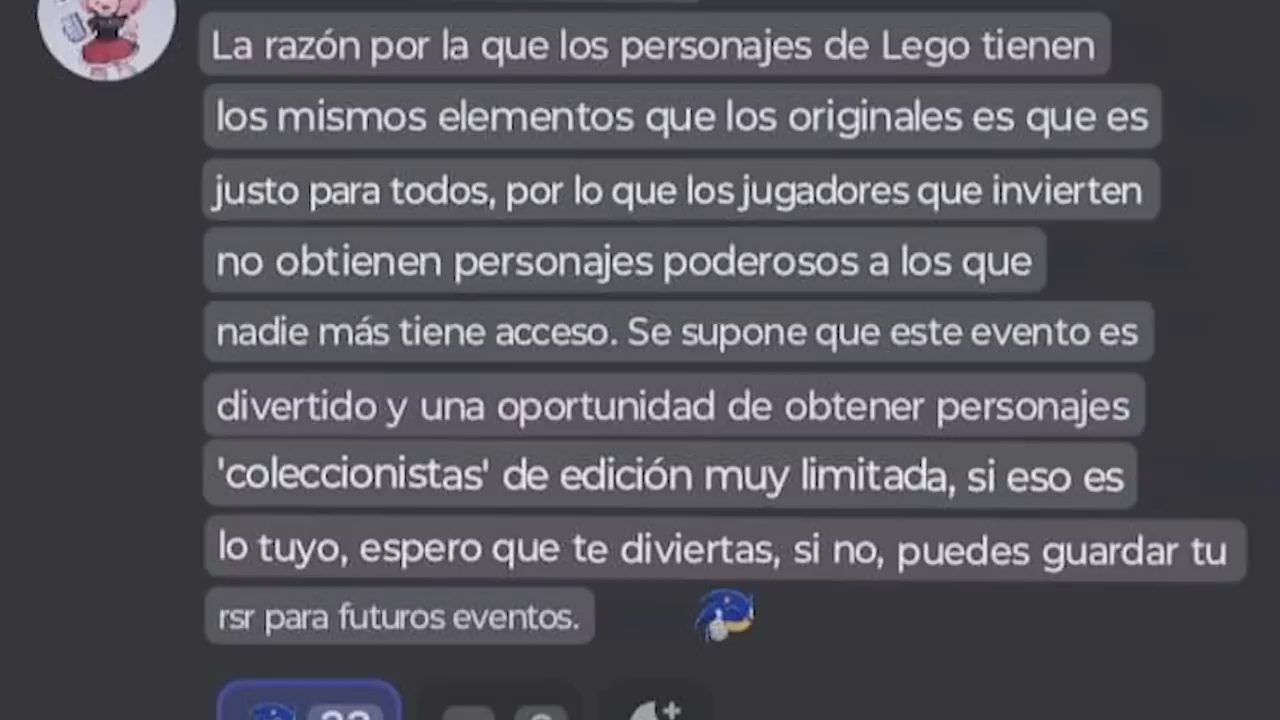 La razón por la que los personajes de Lego tienen
los mismos elementos que los originales es que es
justo para todos, por lo que los jugadores que invierten
no obtienen personajes poderosos a los que
nadie más tiene acceso. Se supone que este evento es
divertido y una oportunidad de obtener personajes
'coleccionistas' de edición muy limitada, si eso es
lo tuyo, espero que te diviertas, si no, puedes guardar tu
rsr para futuros eventos.